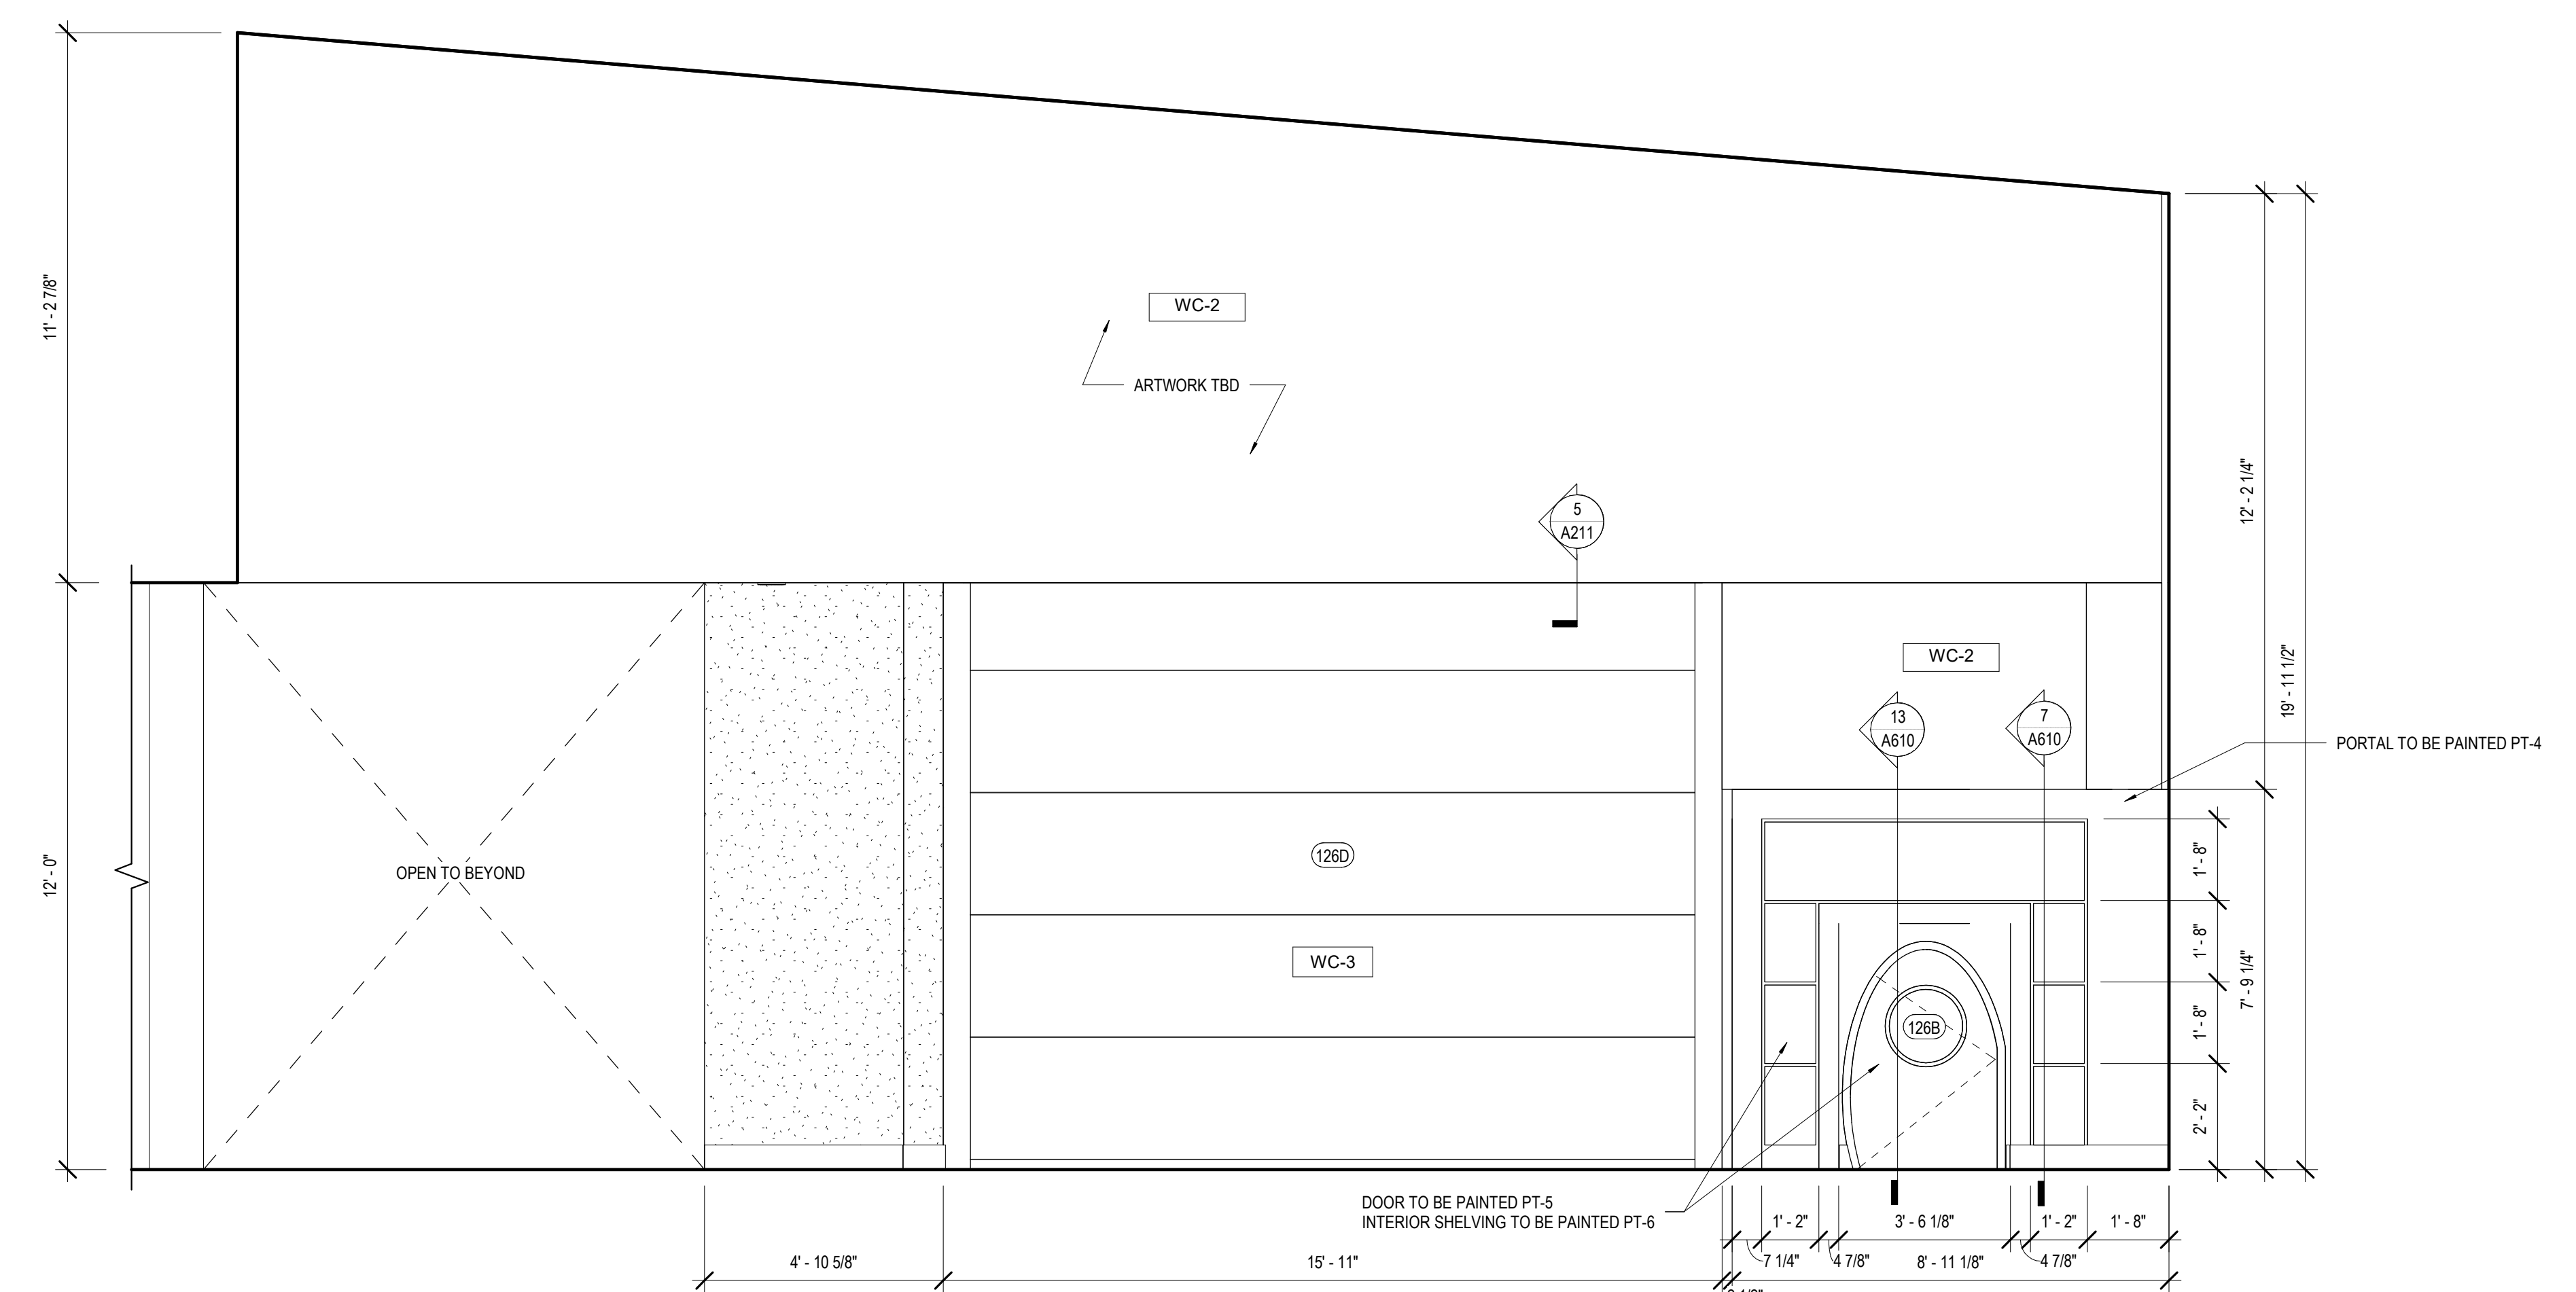 11' - 2 7/8"
WC-2
ARTWORK TBD
5
A211
12' - 2 1/4"
19' - 11 1/2"
WC-2
13
A610
7
A610
PORTAL TO BE PAINTED PT-4
12' - 0"
OPEN TO BEYOND
126D
WC-3
126B
1' - 8"
1' - 8"
1' - 8"
2' - 2"
7' - 9 1/4"
DOOR TO BE PAINTED PT-5
INTERIOR SHELVING TO BE PAINTED PT-6
1' - 2"
3' - 6 1/8"
1' - 2"
1' - 8"
7 1/4"
4 7/8"
8' - 11 1/8"
4 7/8"
4' - 10 5/8"
15' - 11"